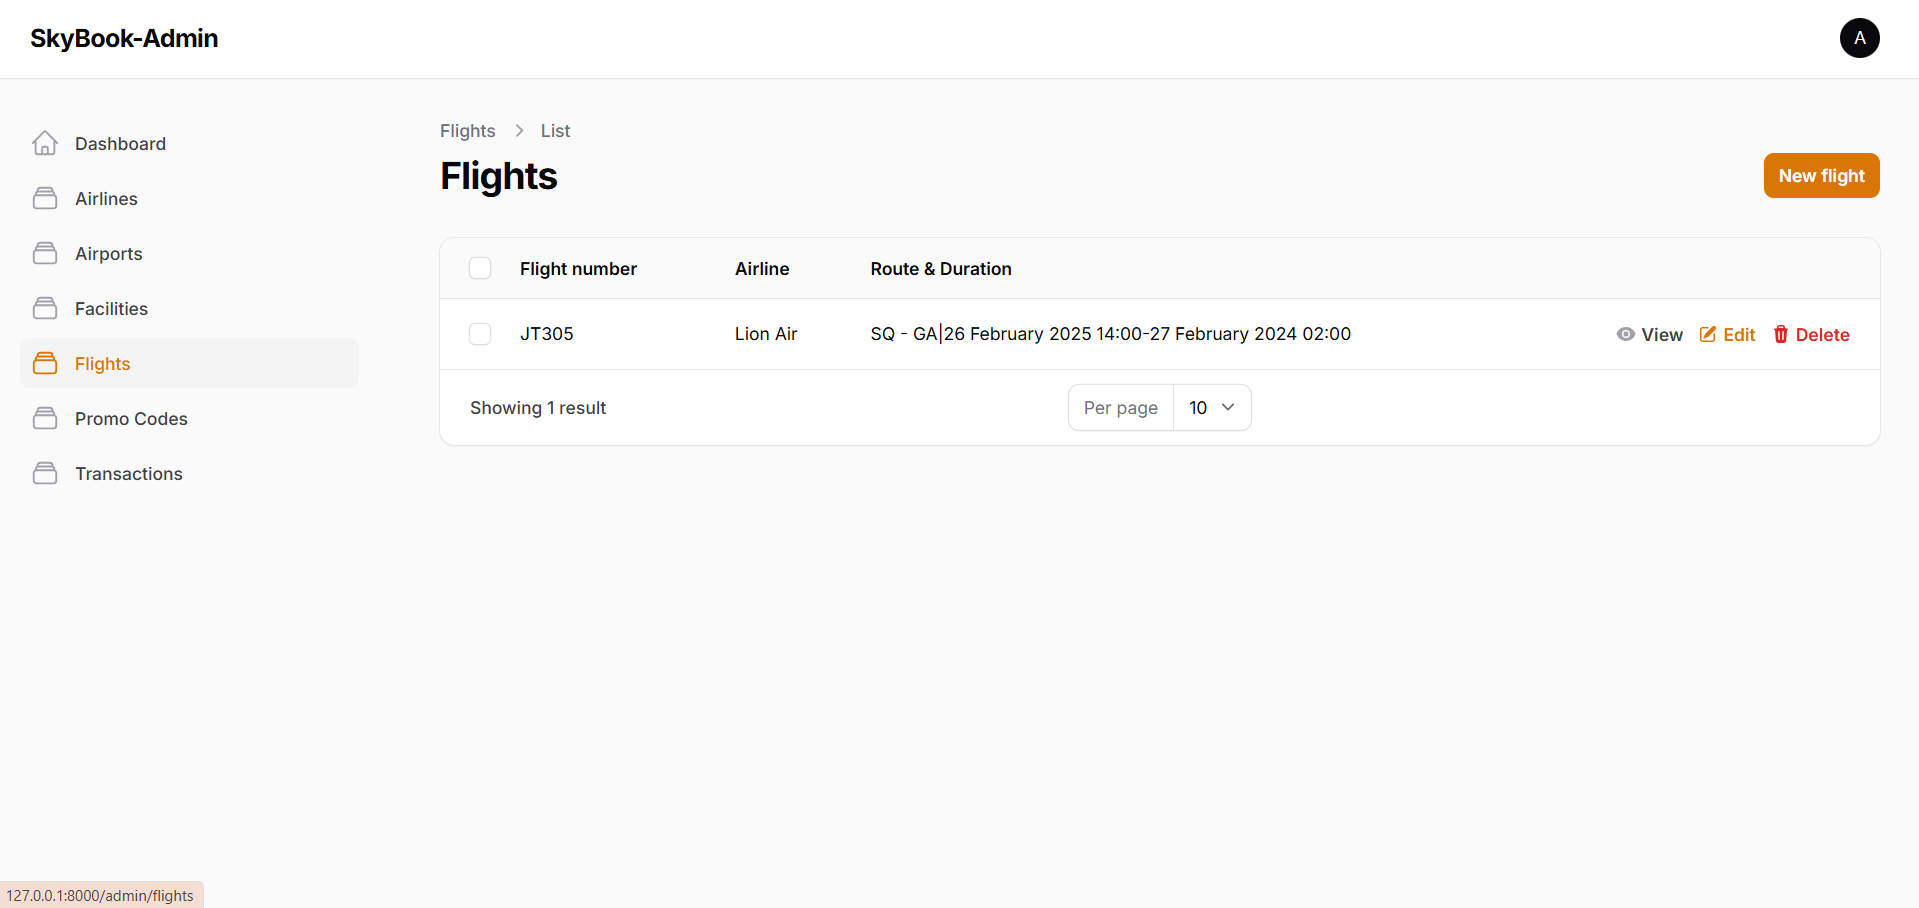 SkyBook-Admin
A
Dashboard
Airlines
Airports
Facilities
Flights
Promo Codes
Transactions
Flights > List
Flights
New flight
Flight number Airline Route & Duration
JT305 Lion Air SQ - GA|26 February 2025 14:00-27 February 2024 02:00 View Edit Delete
Showing 1 result Per page 10
127.0.0.1:8000/admin/flights